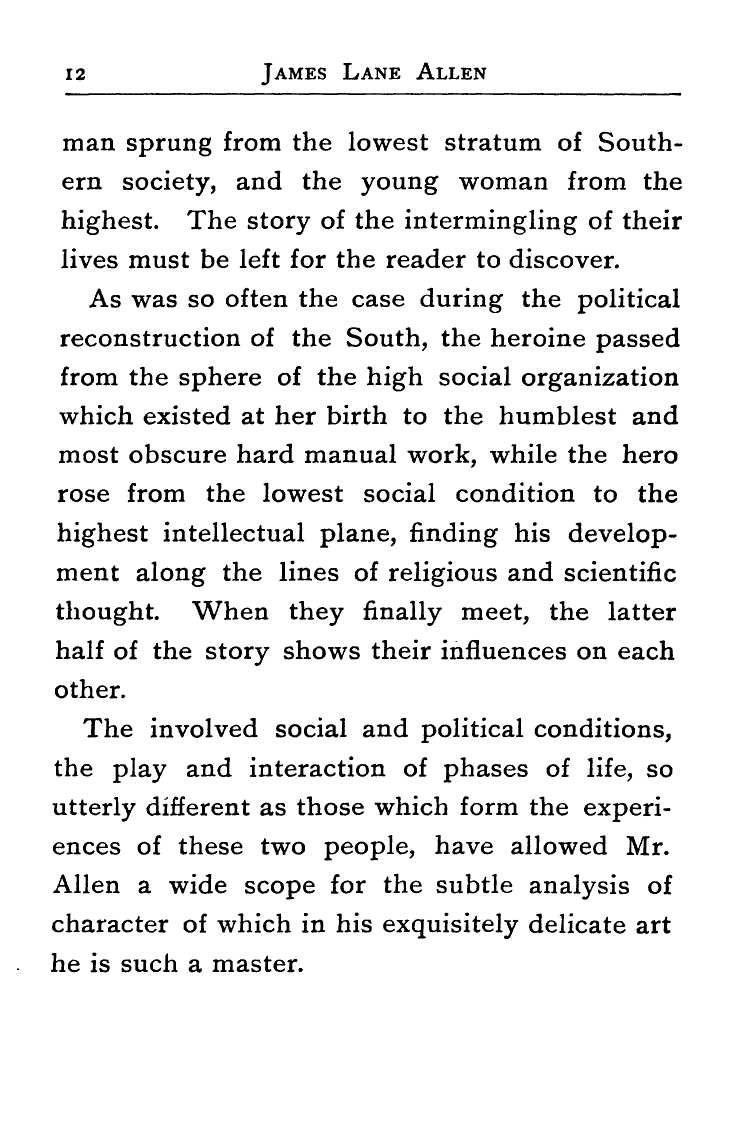 12 JAMES LANE ALLEN
man sprung from the lowest stratum of South-
ern society, and the young woman from the
highest. The story of the intermingling of their
lives must be left for the reader to discover.
As was so often the case during the political
reconstruction of the South, the heroine passed
from the sphere of the high social organization
which existed at her birth to the humblest and
most obscure hard manual work, while the hero
rose from the lowest social condition to the
highest intellectual plane, finding his develop-
ment along the lines of religious and scientific
thought. When they finally meet, the latter
half of the story shows their influences on each
other.
The involved social and political conditions,
the play and interaction of phases of life, so
utterly different as those which form the experi-
ences of these two people, have allowed Mr.
Allen a wide scope for the subtle analysis of
character of which in his exquisitely delicate art
he is such a master.